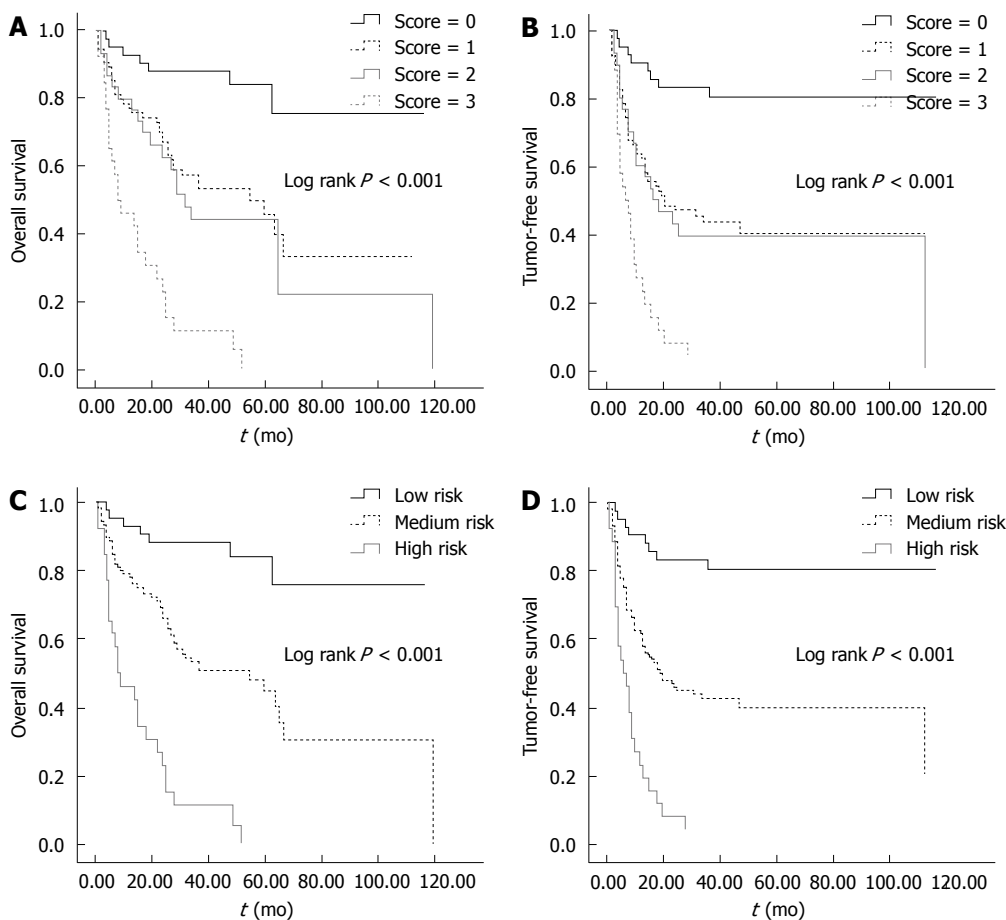 A
Score = 0
Score = 1
Score = 2
Score = 3
Log rank P < 0.001
Overall survival
1.0
0.8
0.6
0.4
0.2
0.0
0.00 20.00 40.00 60.00 80.00 100.00 120.00
t (mo)
B
Score = 0
Score = 1
Score = 2
Score = 3
Log rank P < 0.001
Tumor-free survival
1.0
0.8
0.6
0.4
0.2
0.0
0.00 20.00 40.00 60.00 80.00 100.00 120.00
t (mo)
C
Low risk
Medium risk
High risk
Log rank P < 0.001
Overall survival
1.0
0.8
0.6
0.4
0.2
0.0
0.00 20.00 40.00 60.00 80.00 100.00 120.00
t (mo)
D
Low risk
Medium risk
High risk
Log rank P < 0.001
Tumor-free survival
1.0
0.8
0.6
0.4
0.2
0.0
0.00 20.00 40.00 60.00 80.00 100.00 120.00
t (mo)